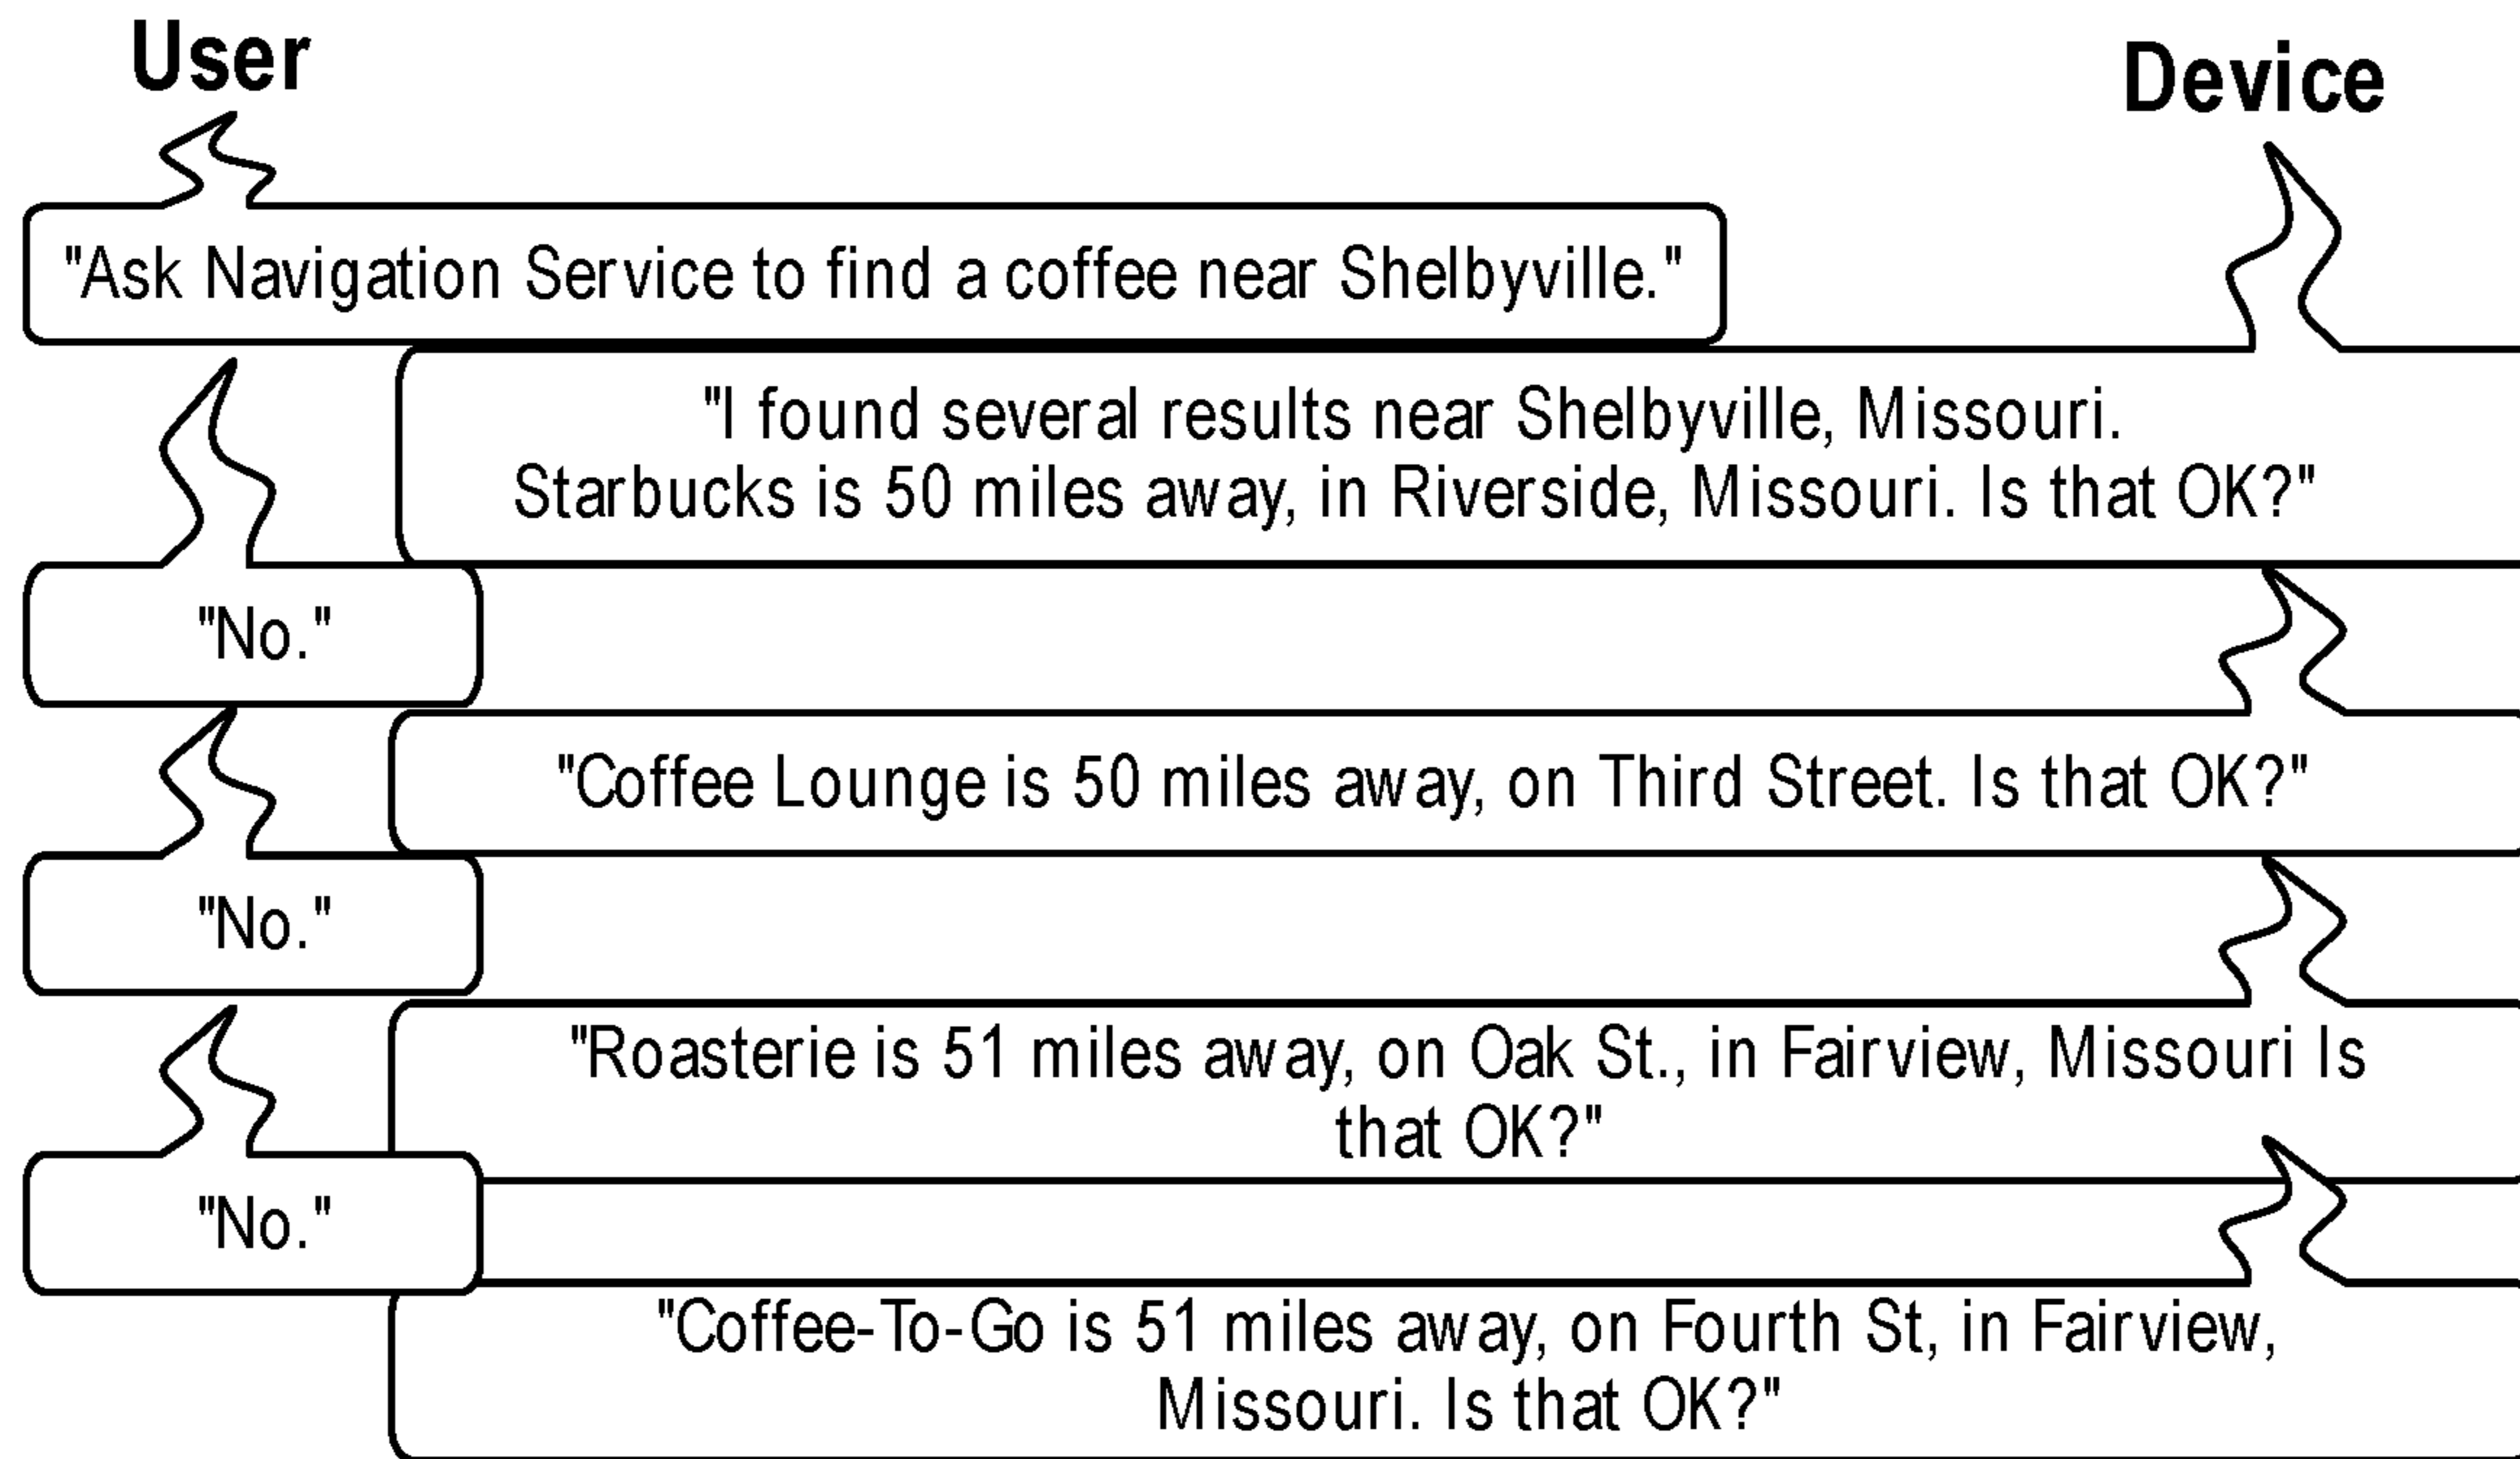 User
Device
"Ask Navigation Service to find a coffee near Shelbyville."
"I found several results near Shelbyville, Missouri.
Starbucks is 50 miles away, in Riverside, Missouri. Is that OK?"
"No."
"Coffee Lounge is 50 miles away, on Third Street. Is that OK?"
"No."
"Roasterie is 51 miles away, on Oak St., in Fairview, Missouri Is
that OK?"
"No."
"Coffee-To-Go is 51 miles away, on Fourth St, in Fairview,
Missouri. Is that OK?"